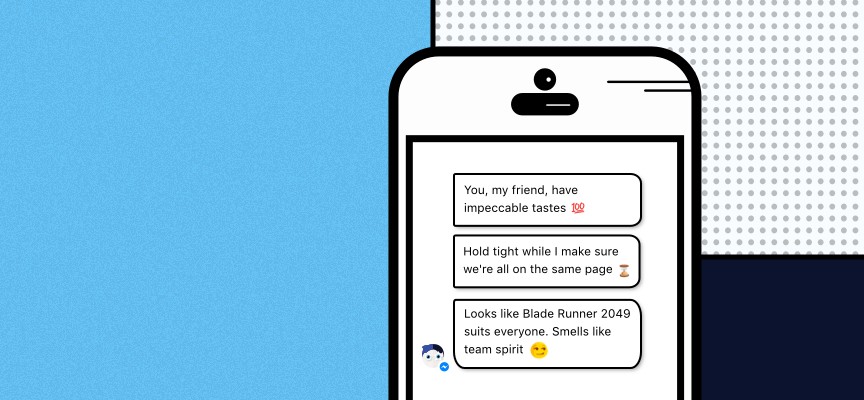 You, my friend, have
impeccable tastes 💯
Hold tight while I make sure
we're all on the same page ⏳
Looks like Blade Runner 2049
suits everyone. Smells like
team spirit 😏